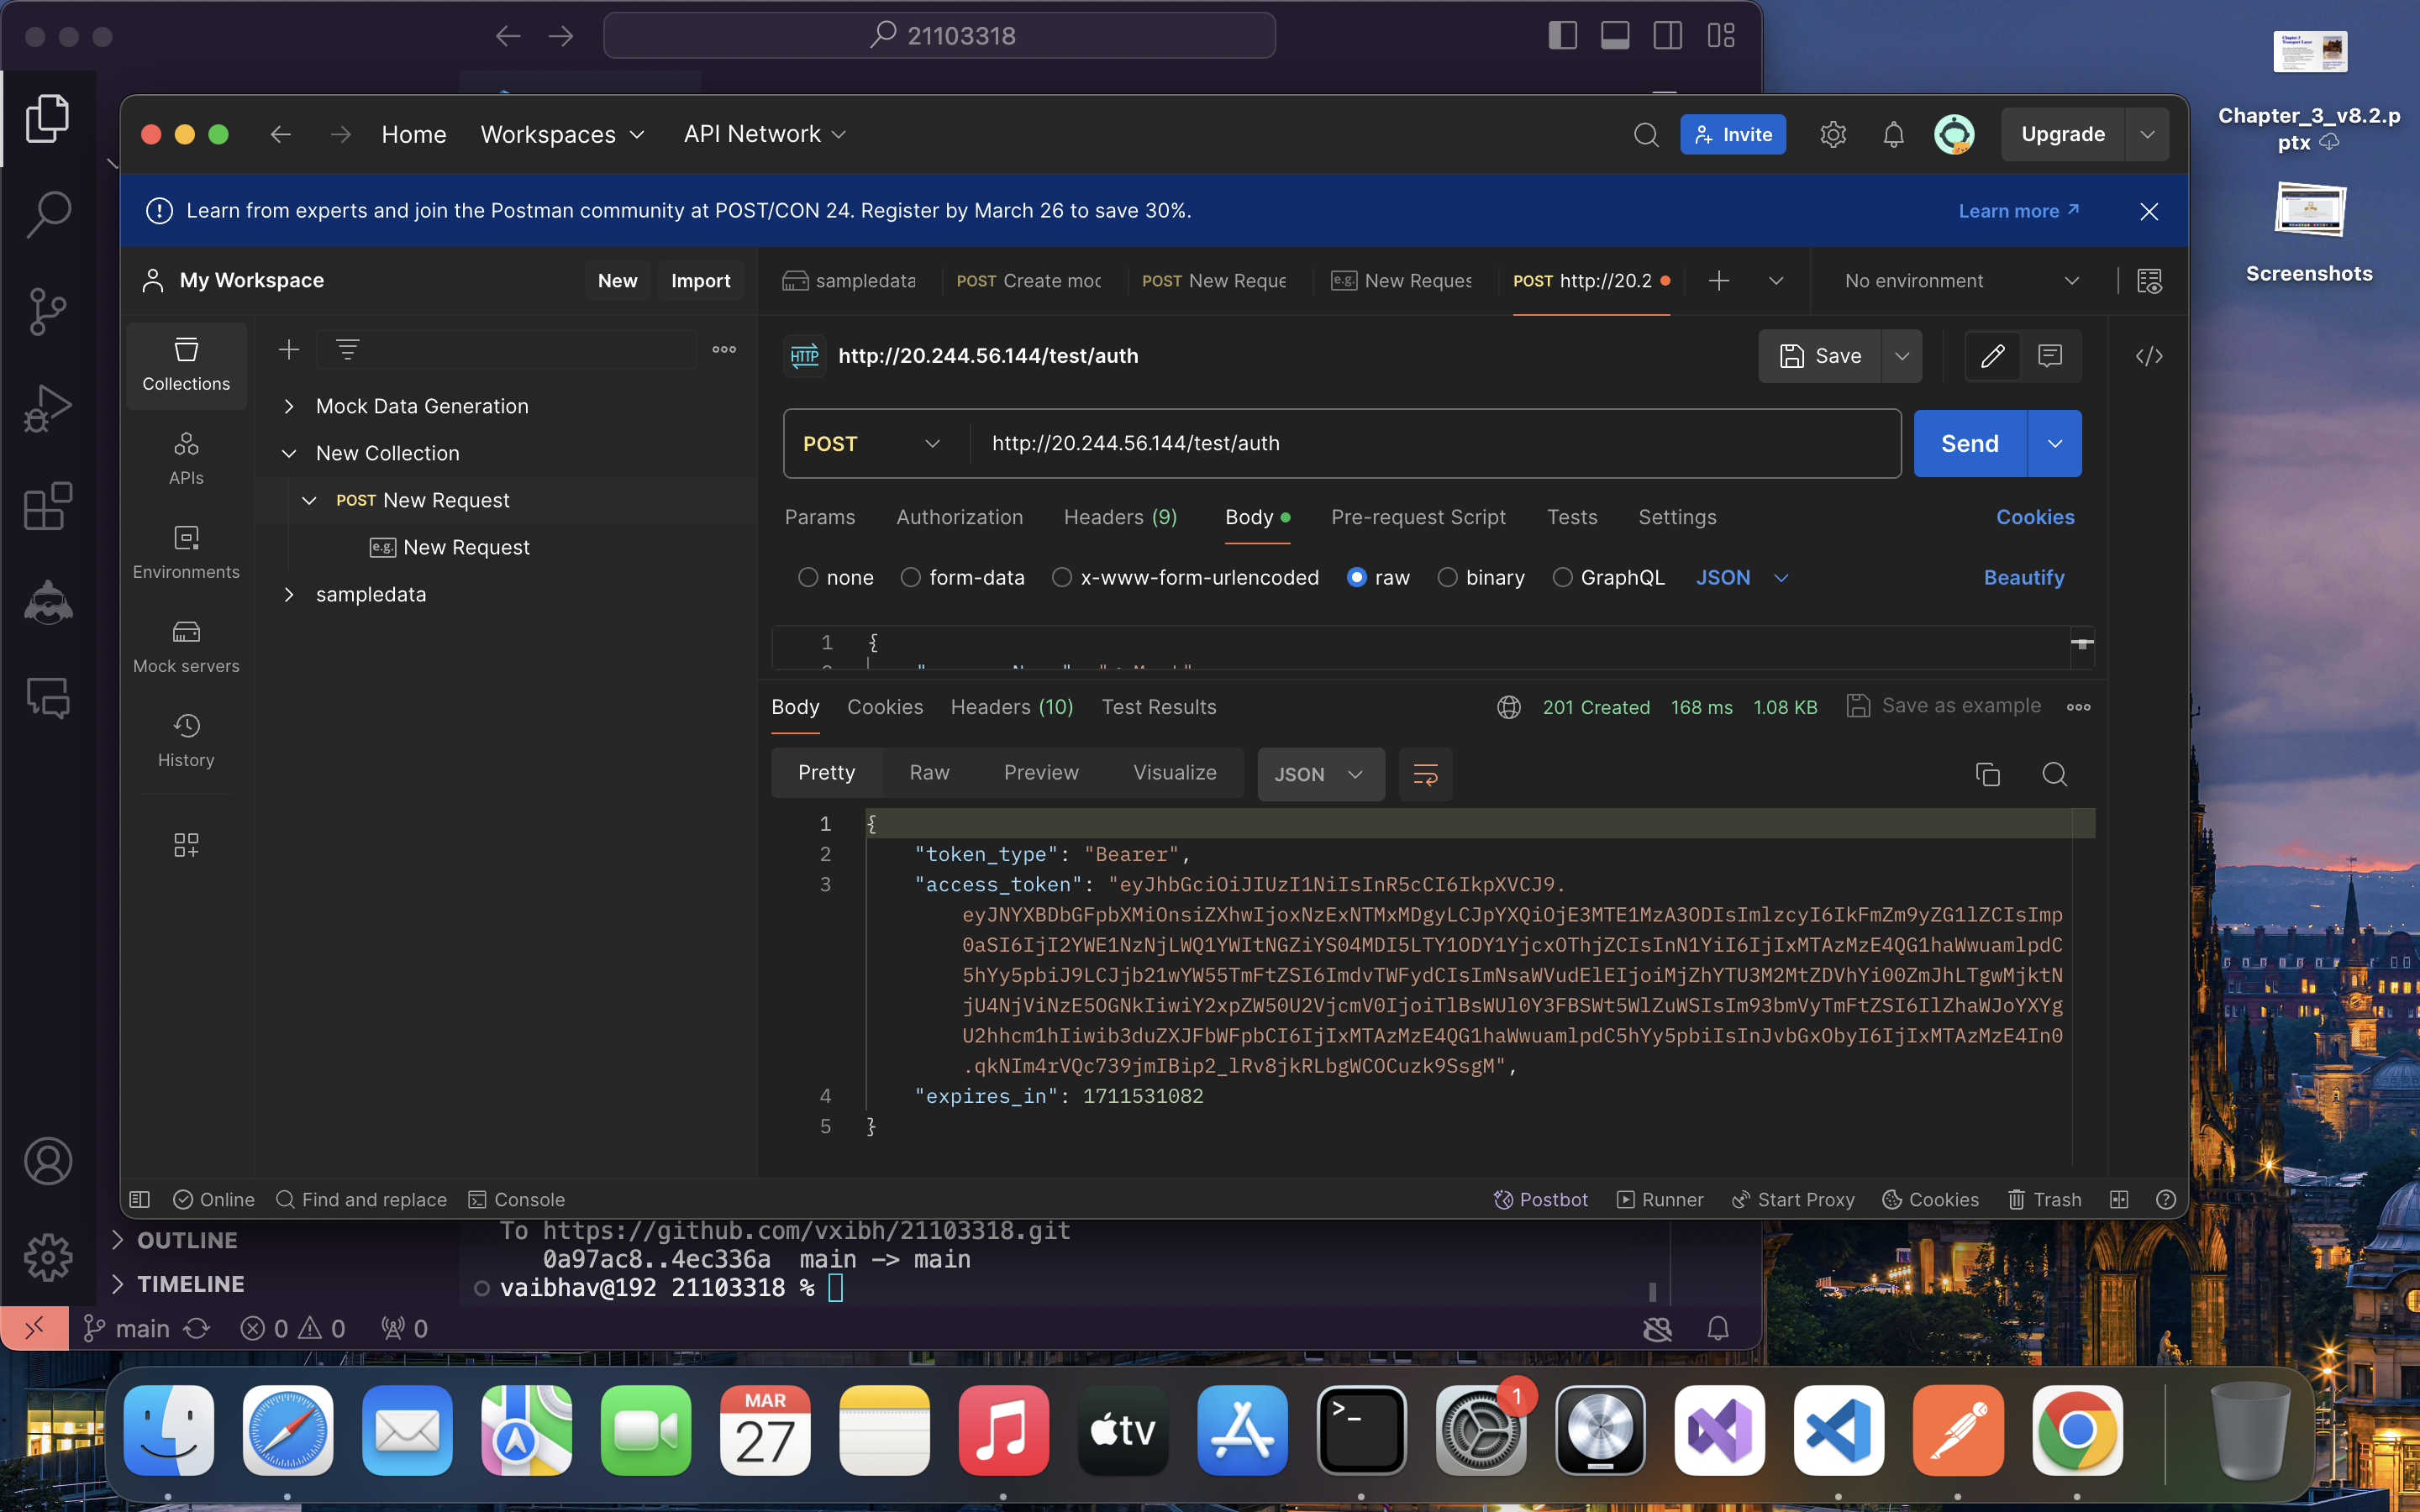 21103318
Home
Workspaces
API Network
Invite
Upgrade
Learn from experts and join the Postman community at POST/CON 24. Register by March 26 to save 30%.
Learn more
My Workspace
New
Import
sampledata
POST Create moc
POST New Reque
e.g. New Reques
POST http://20.2
No environment
Collections
APIs
Environments
Mock servers
History
Mock Data Generation
New Collection
POST New Request
e.g. New Request
sampledata
HTTP http://20.244.56.144/test/auth
Save
POST
http://20.244.56.144/test/auth
Send
Params
Authorization
Headers (9)
Body
Pre-request Script
Tests
Settings
Cookies
none
form-data
x-www-form-urlencoded
raw
binary
GraphQL
JSON
Beautify
1 {
Body
Cookies
Headers (10)
Test Results
201 Created
168 ms
1.08 KB
Save as example
Pretty
Raw
Preview
Visualize
JSON
1 {
2 "token_type": "Bearer",
3 "access_token": "eyJhbGciOiJIUzI1NiIsInR5cCI6IkpXVCJ9.
eyJNYXBDbGFpbXMiOnsiZXhwIjoxNzExNTMxMDgyLCJpYXQiOjE3MTE1MzA3ODIsImlzcyI6IkFmZm9yZG1lZCIsImp
0aSI6IjI2YWE1NzNjLWQ1YWItNGZiYS04MDI5LTY1ODY1YjcxOThjZCIsInN1YiI6IjIxMTAzMzE4QG1haWwuamlpdC
5hYy5pbiJ9LCJjb21wYW55TmFtZSI6ImdvTWFydCIsImNsaWVudElEIjoiMjZhYTU3M2MtZDVhYi00ZmJhLTgwMjktN
jU4NjViNzE5OGNkIiwiY2xpZW50U2VjcmV0IjoiTlBsWUl0Y3FBSWt5WlZuWSIsIm93bmVyTmFtZSI6IlZhaWJoYXYg
U2hhcm1hIiwib3duZXJFbWFpbCI6IjIxMTAzMzE4QG1haWwuamlpdC5hYy5pbiIsInJvbGxObyI6IjIxMTAzMzE4In0
.qkNIm4rVQc739jmIBip2_lRv8jkRLbgWCOCuzk9SsgM",
4 "expires_in": 1711531082
5 }
Online
Find and replace
Console
Postbot
Runner
Start Proxy
Cookies
Trash
OUTLINE
TIMELINE
To https://github.com/vxibh/21103318.git
0a97ac8..4ec336a main -> main
vaibhav@192 21103318 %
main
0
0
0
Chapter_3_v8.2.p
ptx
Screenshots
MAR
27
tv
1